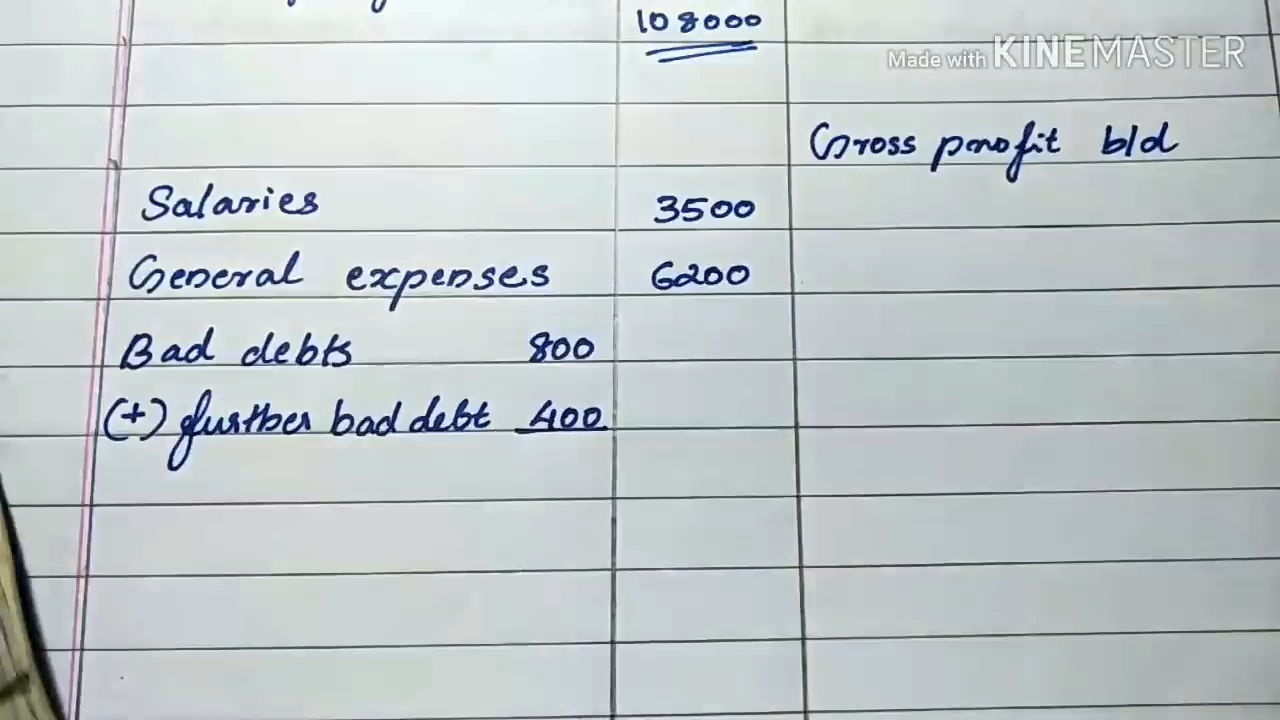 108000
Made with KINEMASTER
Gross profit b/d
Salaries 3500
General expenses 6200
Bad debts 800
(+) further bad debt 400